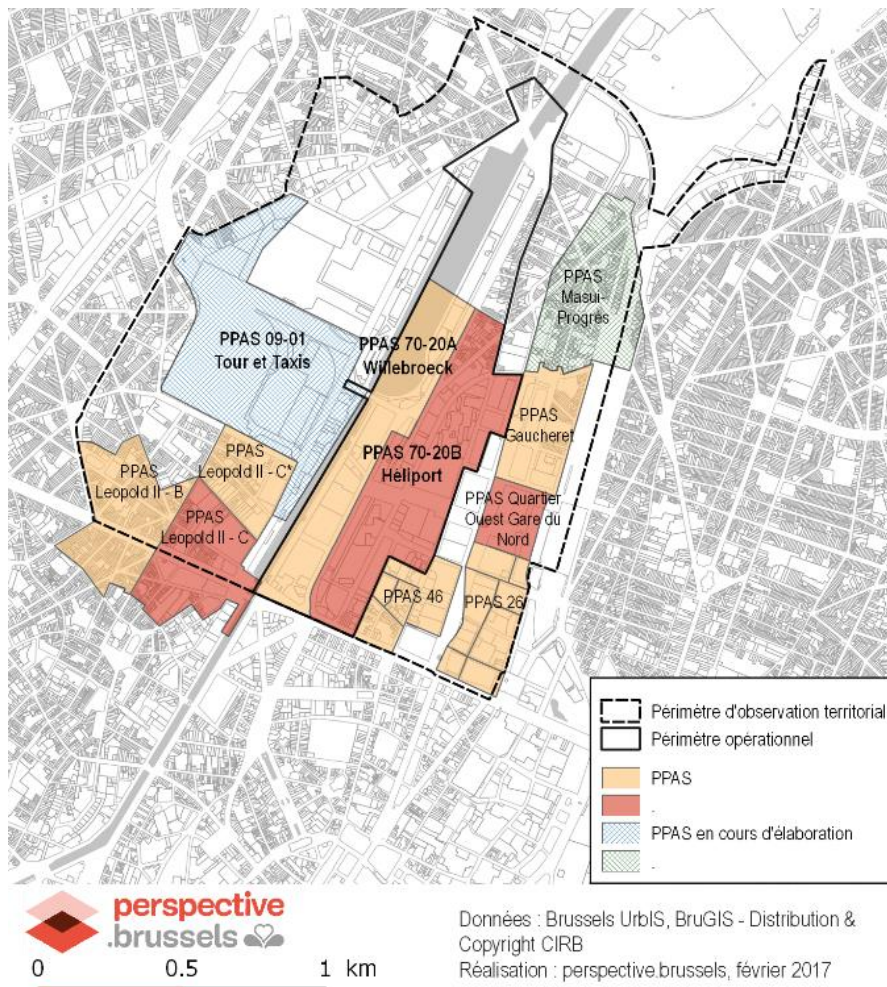 PPAS
Masui-
Progrès
PPAS 09-01
Tour et Taxis
PPAS 70-20A
Willebroeck
PPAS
Gaucheret
PPAS
Leopold II - C*
PPAS
Leopold II - B
PPAS 70-20B
Héliport
PPAS Quartier
Ouest Gare du
Nord
PPAS
Leopold II - C
PPAS 46
PPAS 26
Périmètre d'observation territorial
Périmètre opérationnel
PPAS
-
PPAS en cours d'élaboration
-
perspective
.brussels
0 0.5 1 km
Données : Brussels UrbIS, BruGIS - Distribution &
Copyright CIRB
Réalisation : perspective.brussels, février 2017